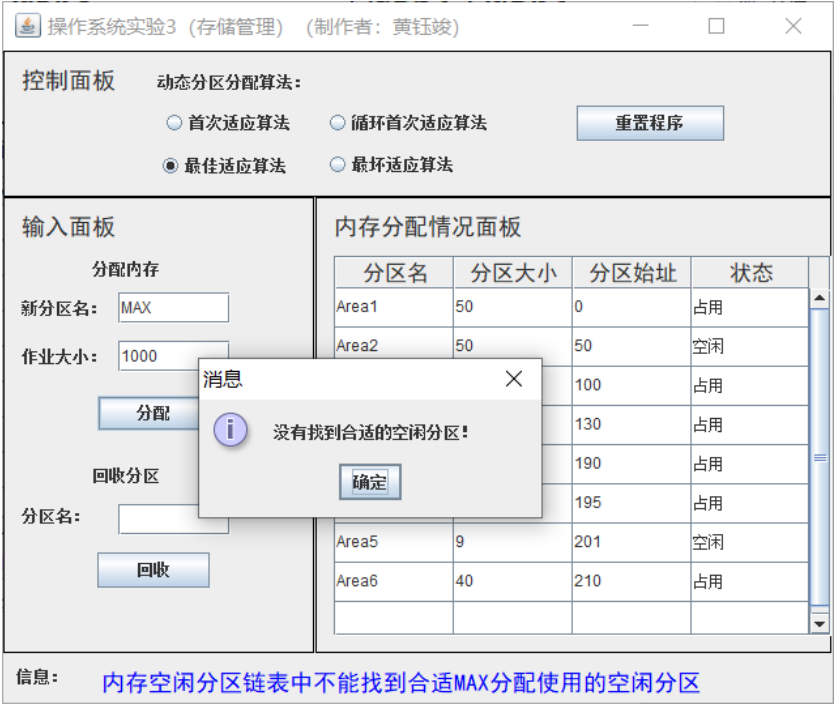 操作系统实验3 (存储管理) (制作者: 黄钰竣)
控制面板
动态分区分配算法:
首次适应算法
循环首次适应算法
重置程序
最佳适应算法
最坏适应算法
输入面板
分配内存
新分区名: MAX
作业大小: 1000
分配
回收分区
分区名:
回收
内存分配情况面板
分区名 分区大小 分区始址 状态
Area1 50 0 占用
Area2 50 50 空闲
100 占用
130 占用
190 占用
195 占用
Area5 9 201 空闲
Area6 40 210 占用
消息
没有找到合适的空闲分区!
确定
信息: 内存空闲分区链表中不能找到合适MAX分配使用的空闲分区